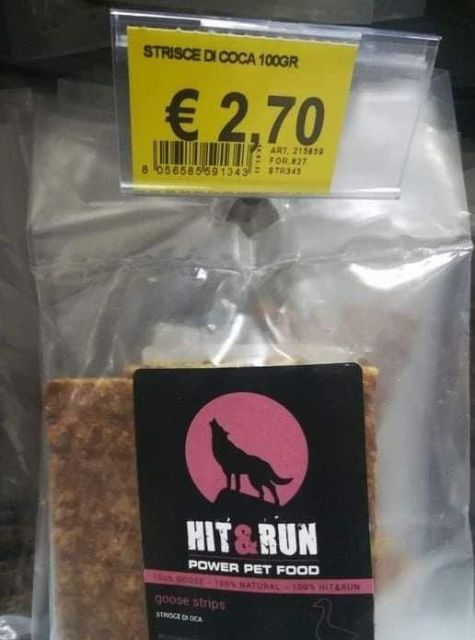 STRISCE DI COCA 100GR
€ 2,70
ART. 215859
FOR.827
STR343
8 056585 691343
HIT&RUN
POWER PET FOOD
100% GOOSE - 100% NATURAL - 100% HIT&RUN
goose strips
STRISCE DI OCA